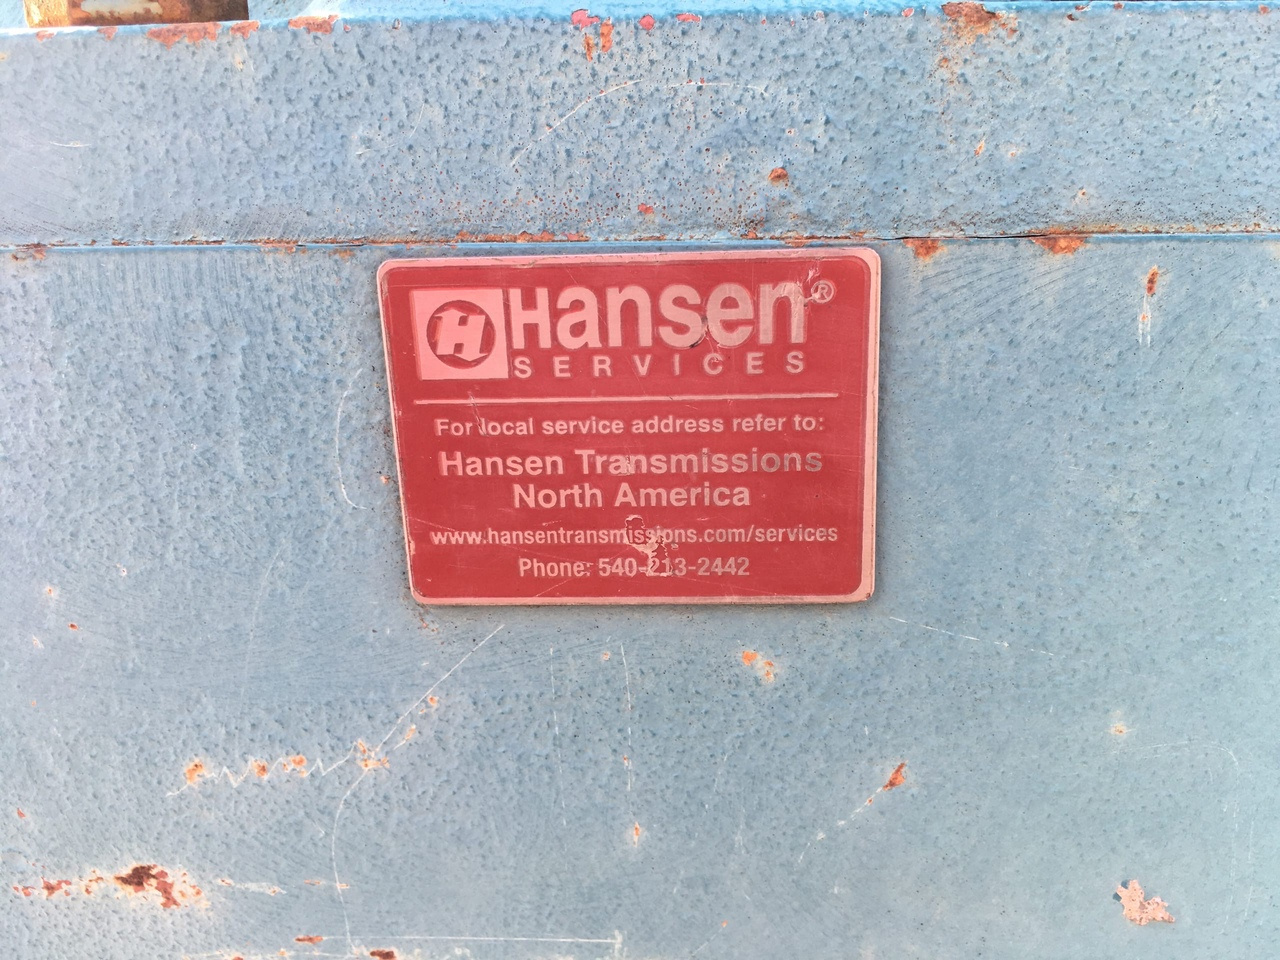 H Hansen®
SERVICES
For local service address refer to:
Hansen Transmissions
North America
www.hansentransmissions.com/services
Phone: 540-213-2442